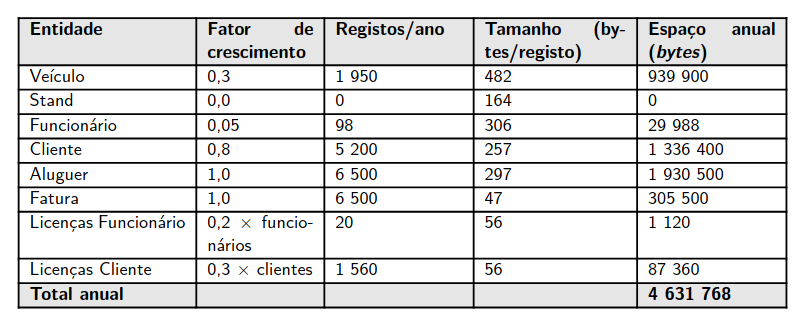 Entidade Fator de Registos/ano Tamanho (by- Espaço anual
crescimento tes/registo) (bytes)
Veículo 0,3 1 950 482 939 900
Stand 0,0 0 164 0
Funcionário 0,05 98 306 29 988
Cliente 0,8 5 200 257 1 336 400
Aluguer 1,0 6 500 297 1 930 500
Fatura 1,0 6 500 47 305 500
Licenças Funcionário 0,2 × funcio- 20 56 1 120
nários
Licenças Cliente 0,3 × clientes 1 560 56 87 360
Total anual 4 631 768